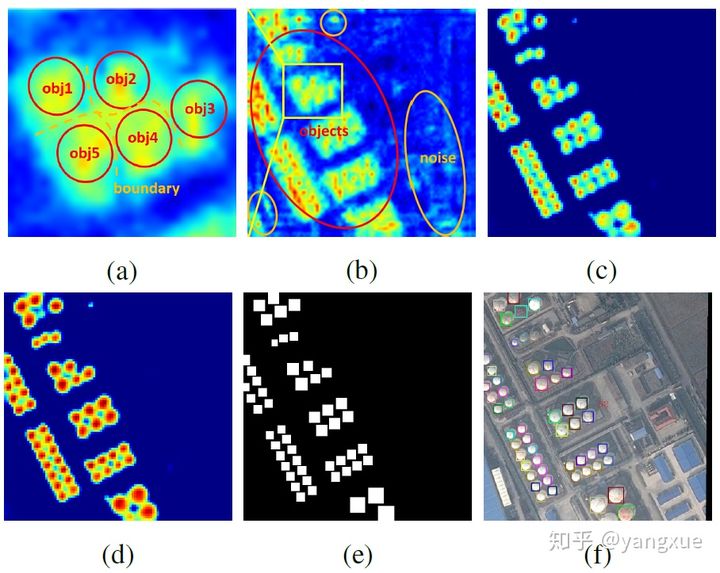 obj1
obj2
obj3
obj5
obj4
boundary
objects
noise
(a)
(b)
(c)
(d)
(e)
(f)
知乎 @yangxue